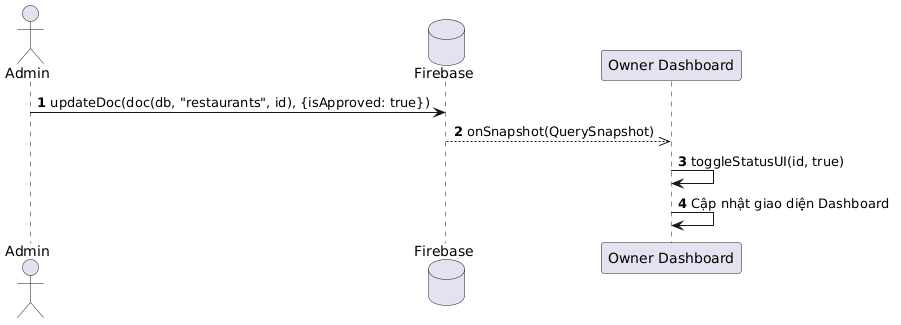 Admin
Firebase
Owner Dashboard
1 updateDoc(doc(db, "restaurants", id), {isApproved: true})
2 onSnapshot(QuerySnapshot)
3 toggleStatusUI(id, true)
4 Cập nhật giao diện Dashboard
Admin
Firebase
Owner Dashboard